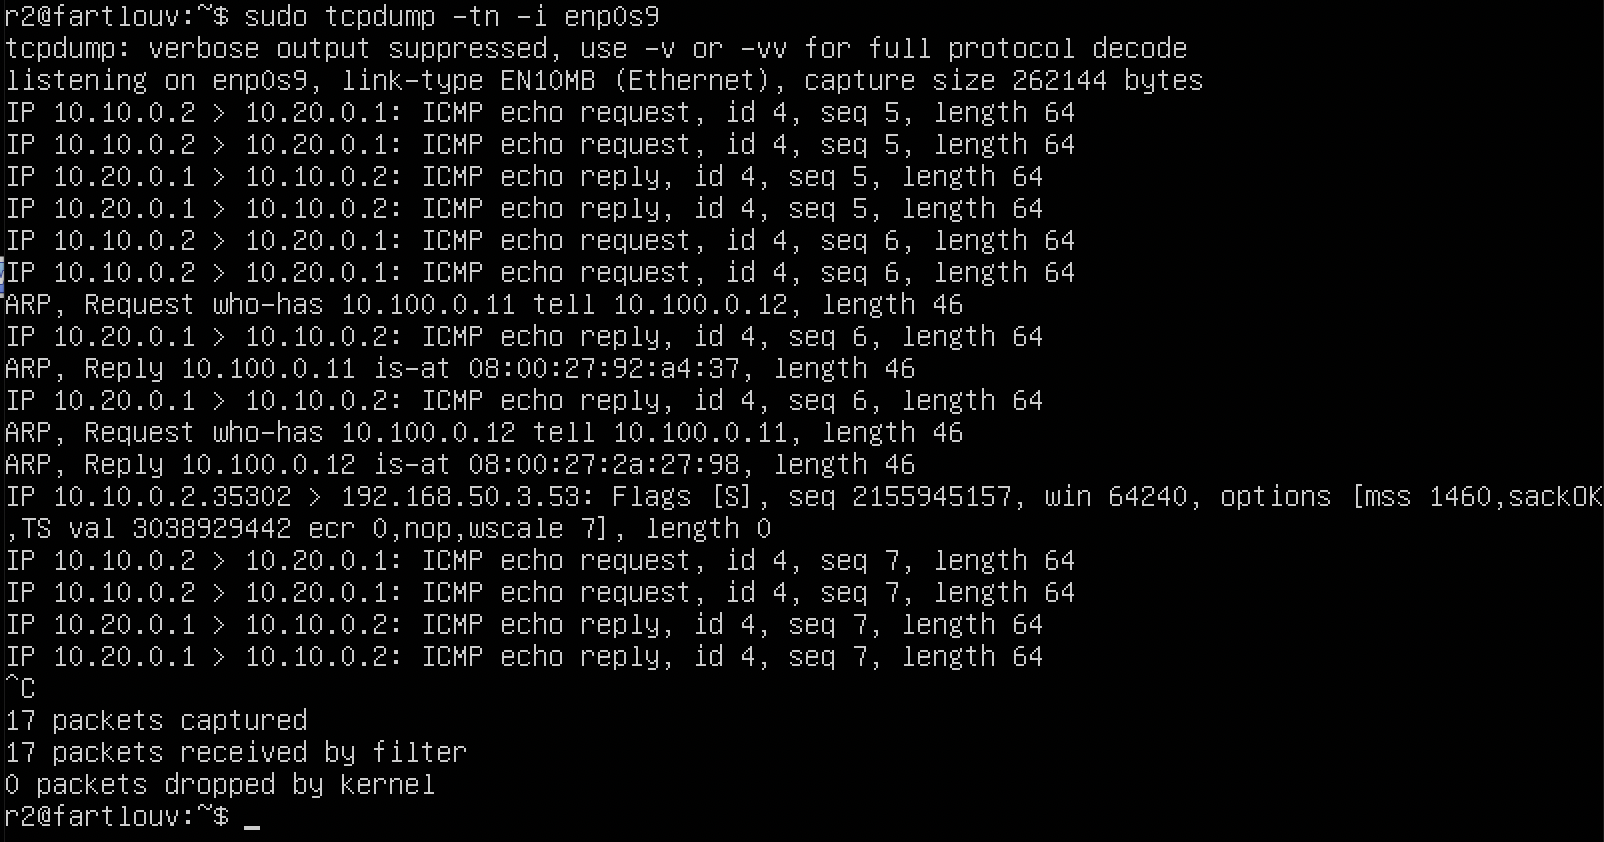 r2@fartlouv:~$ sudo tcpdump -tn -i enp0s9
tcpdump: verbose output suppressed, use -v or -vv for full protocol decode
listening on enp0s9, link-type EN10MB (Ethernet), capture size 262144 bytes
IP 10.10.0.2 > 10.20.0.1: ICMP echo request, id 4, seq 5, length 64
IP 10.10.0.2 > 10.20.0.1: ICMP echo request, id 4, seq 5, length 64
IP 10.20.0.1 > 10.10.0.2: ICMP echo reply, id 4, seq 5, length 64
IP 10.20.0.1 > 10.10.0.2: ICMP echo reply, id 4, seq 5, length 64
IP 10.10.0.2 > 10.20.0.1: ICMP echo request, id 4, seq 6, length 64
IP 10.10.0.2 > 10.20.0.1: ICMP echo request, id 4, seq 6, length 64
ARP, Request who-has 10.100.0.11 tell 10.100.0.12, length 46
IP 10.20.0.1 > 10.10.0.2: ICMP echo reply, id 4, seq 6, length 64
ARP, Reply 10.100.0.11 is-at 08:00:27:92:a4:37, length 46
IP 10.20.0.1 > 10.10.0.2: ICMP echo reply, id 4, seq 6, length 64
ARP, Request who-has 10.100.0.12 tell 10.100.0.11, length 46
ARP, Reply 10.100.0.12 is-at 08:00:27:2a:27:98, length 46
IP 10.10.0.2.35302 > 192.168.50.3.53: Flags [S], seq 2155945157, win 64240, options [mss 1460,sackOK
,TS val 3038929442 ecr 0,nop,wscale 7], length 0
IP 10.10.0.2 > 10.20.0.1: ICMP echo request, id 4, seq 7, length 64
IP 10.10.0.2 > 10.20.0.1: ICMP echo request, id 4, seq 7, length 64
IP 10.20.0.1 > 10.10.0.2: ICMP echo reply, id 4, seq 7, length 64
IP 10.20.0.1 > 10.10.0.2: ICMP echo reply, id 4, seq 7, length 64
^C
17 packets captured
17 packets received by filter
0 packets dropped by kernel
r2@fartlouv:~$ _